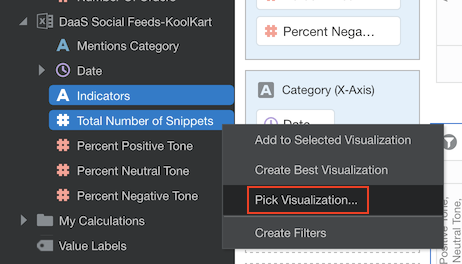 Number of Orders
DaaS Social Feeds-KoolKart
Mentions Category
Date
Indicators
Total Number of Snippets
Percent Positive Tone
Percent Neutral Tone
Percent Negative Tone
My Calculations
Value Labels
Percent Nega...
Category (X-Axis)
Date
Add to Selected Visualization
Create Best Visualization
Pick Visualization...
Create Filters
Positive Tone,
Neutral Tone,